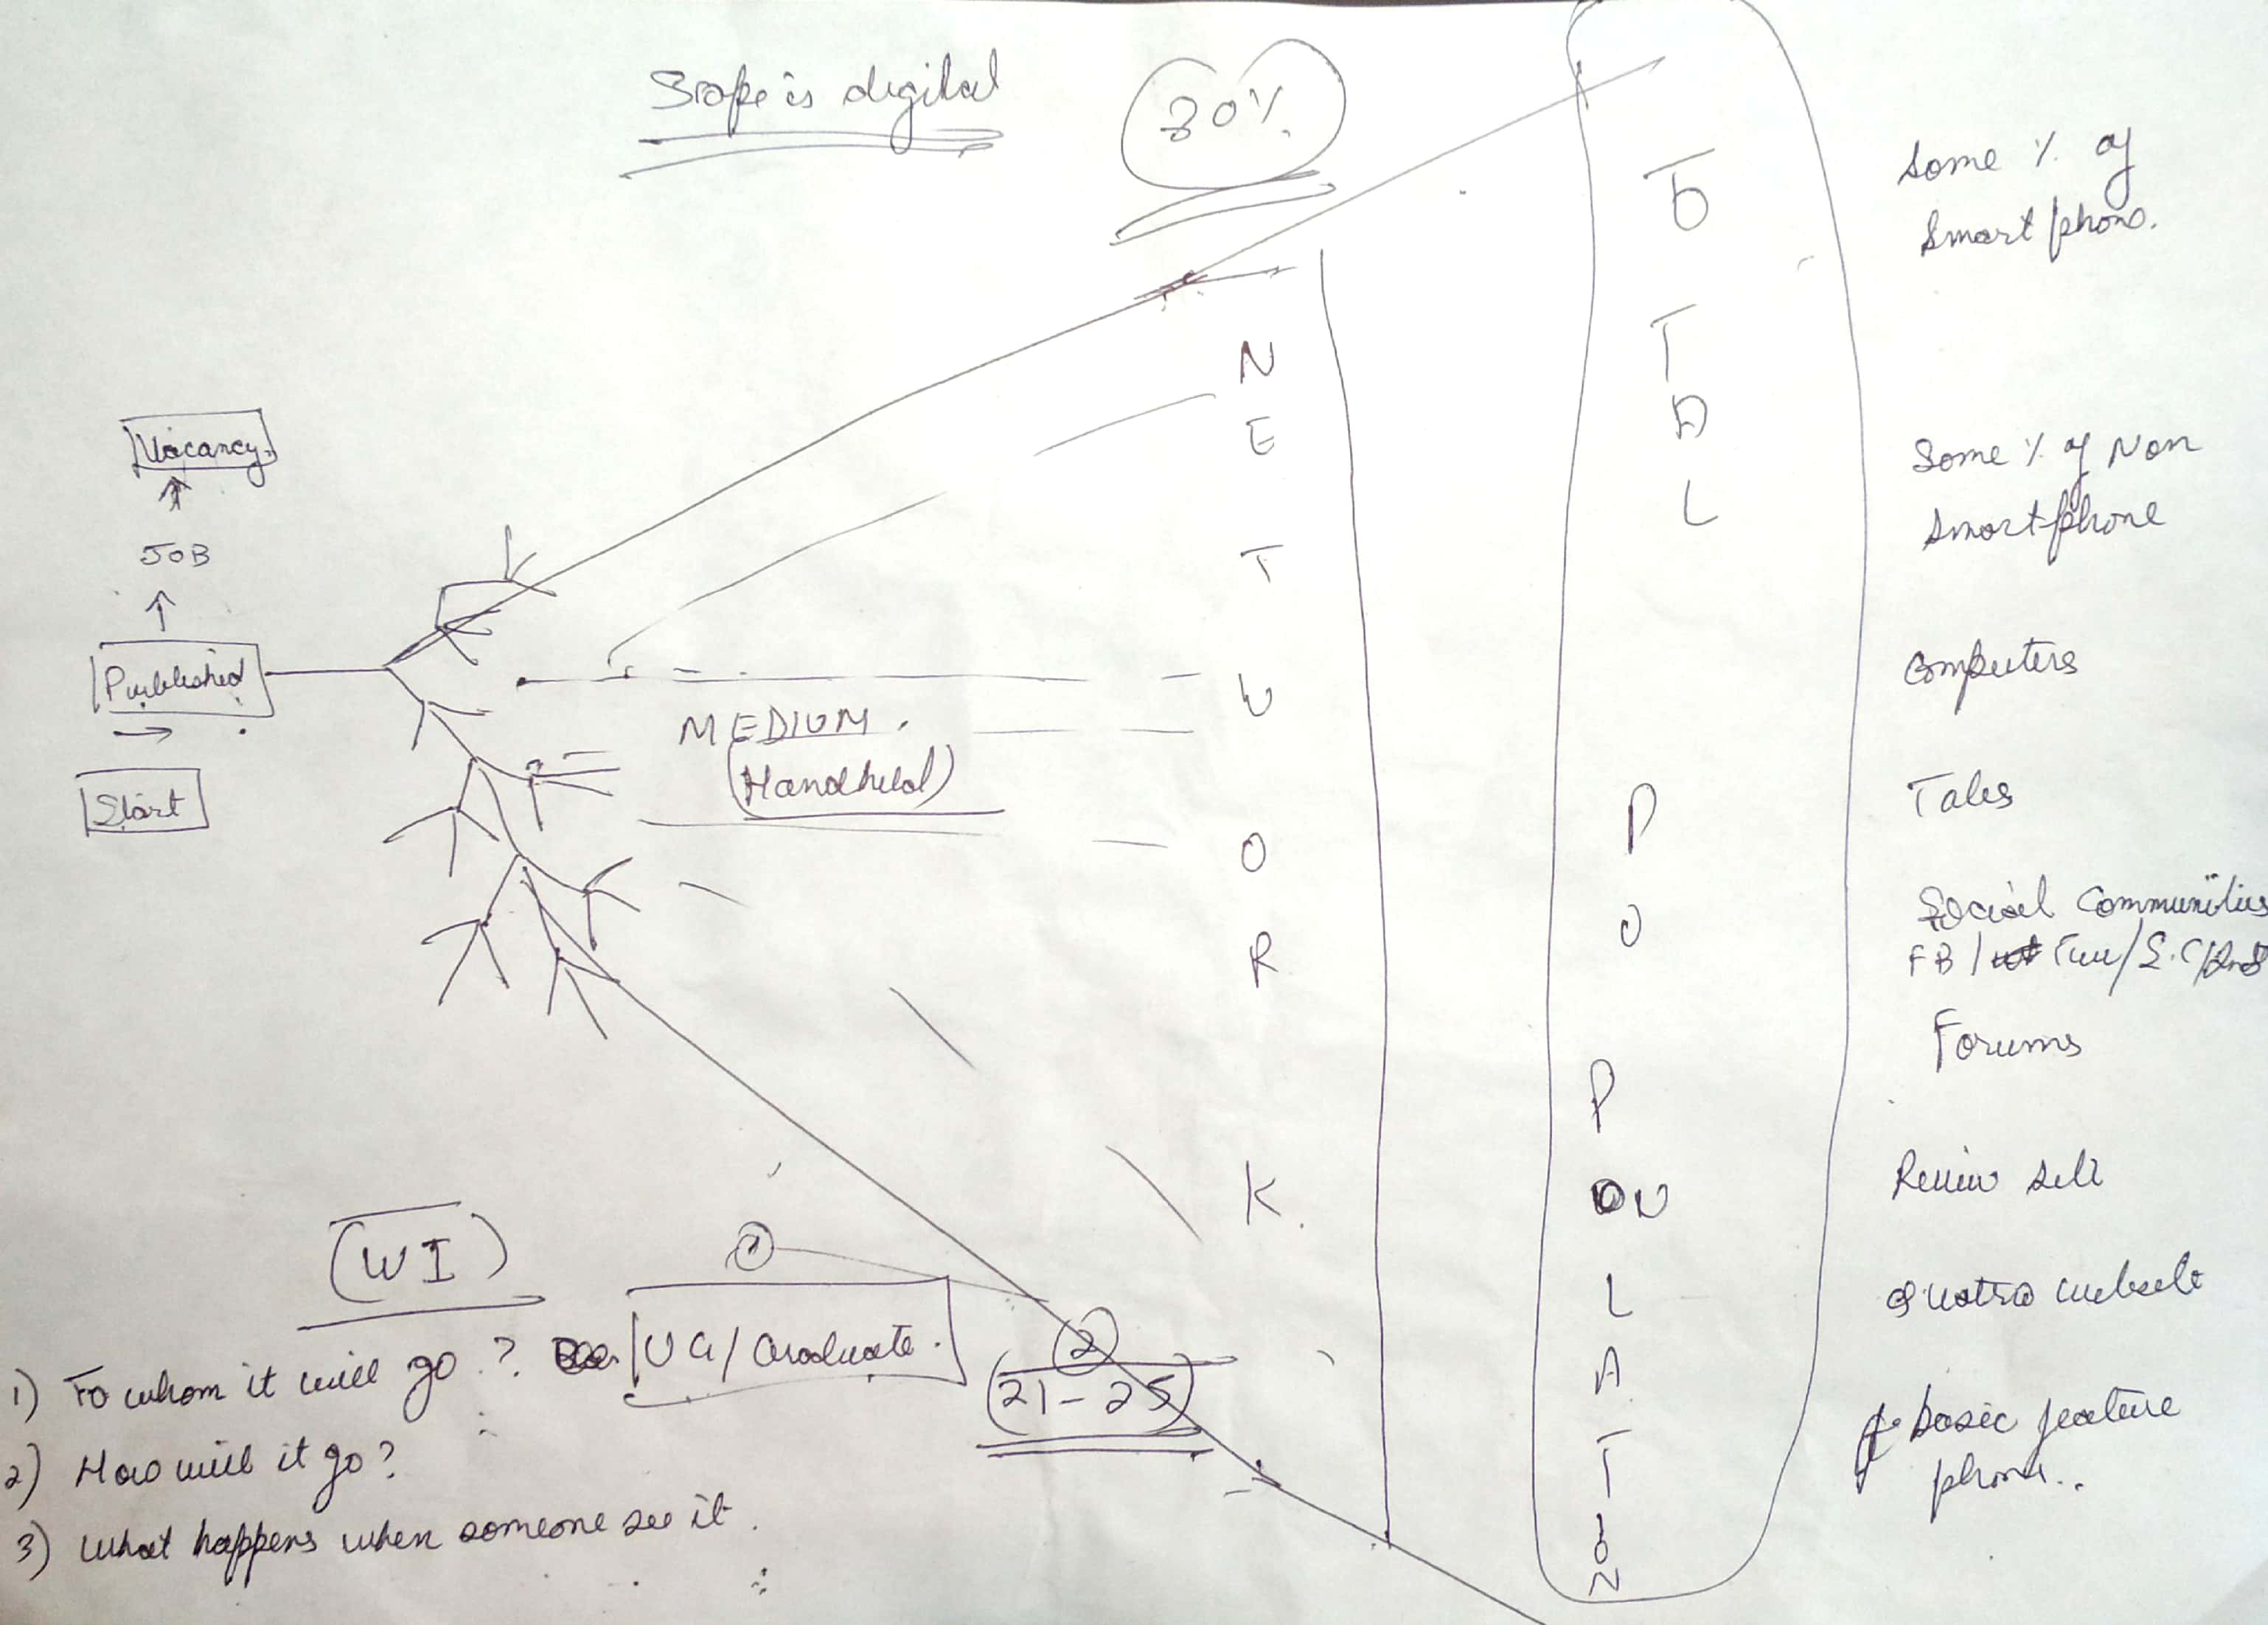 Scope is digital
30%
Some % of
Smart phone.
Vacancy
JOB
Published
Start
MEDIUM.
(Handheld)
NETWORK.
TOTAL
POPULATION
Some % of Non
Smart phone
Computers
Tabs
Social Communities
FB /
Forums
Review
basic feature
phone..
(WI)
1) To whom it will go ? UG/Graduate.
2
(21-25)
2) How will it go?
3) What happens when someone see it.